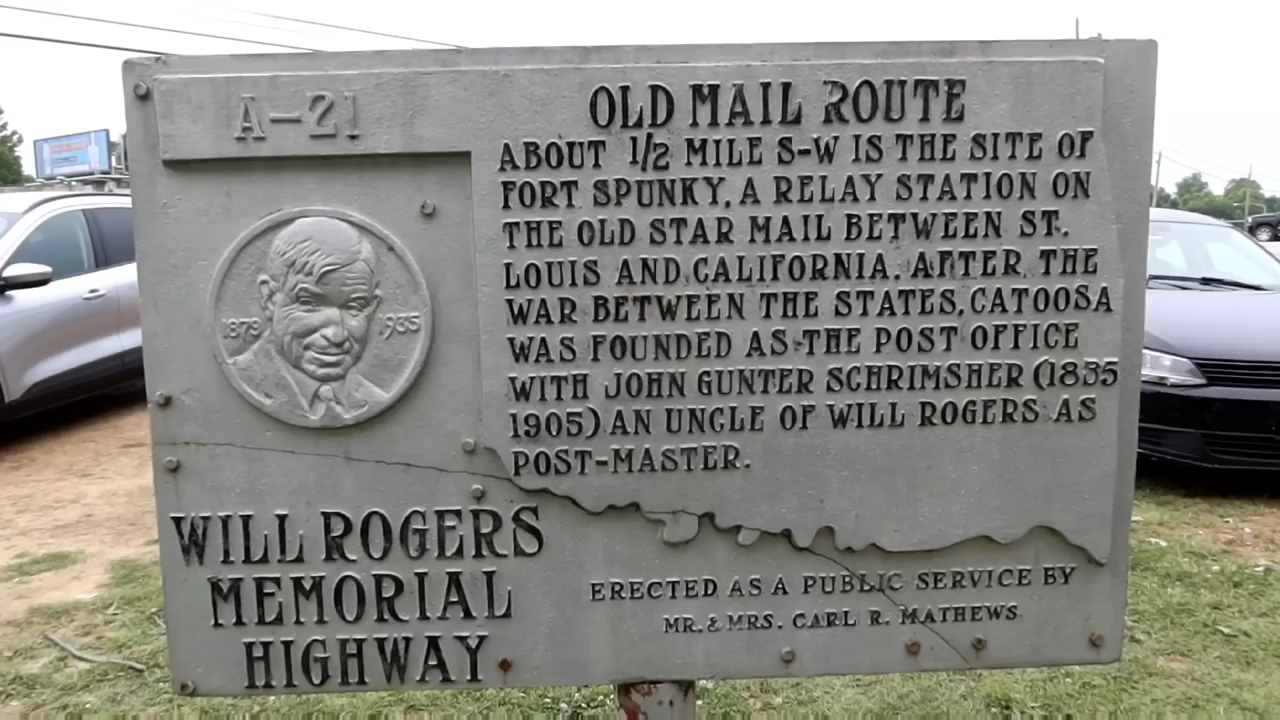 A-21
OLD MAIL ROUTE
ABOUT 1/2 MILE S-W IS THE SITE OF
FORT SPUNKY, A RELAY STATION ON
THE OLD STAR MAIL BETWEEN ST.
LOUIS AND CALIFORNIA. AFTER THE
WAR BETWEEN THE STATES, CATOOSA
WAS FOUNDED AS THE POST OFFICE
WITH JOHN GUNTER SCHRIMSHER (1835
1905) AN UNCLE OF WILL ROGERS AS
POST-MASTER.
1879 1935
WILL ROGERS
MEMORIAL
HIGHWAY
ERECTED AS A PUBLIC SERVICE BY
MR. & MRS. CARL R. MATHEWS